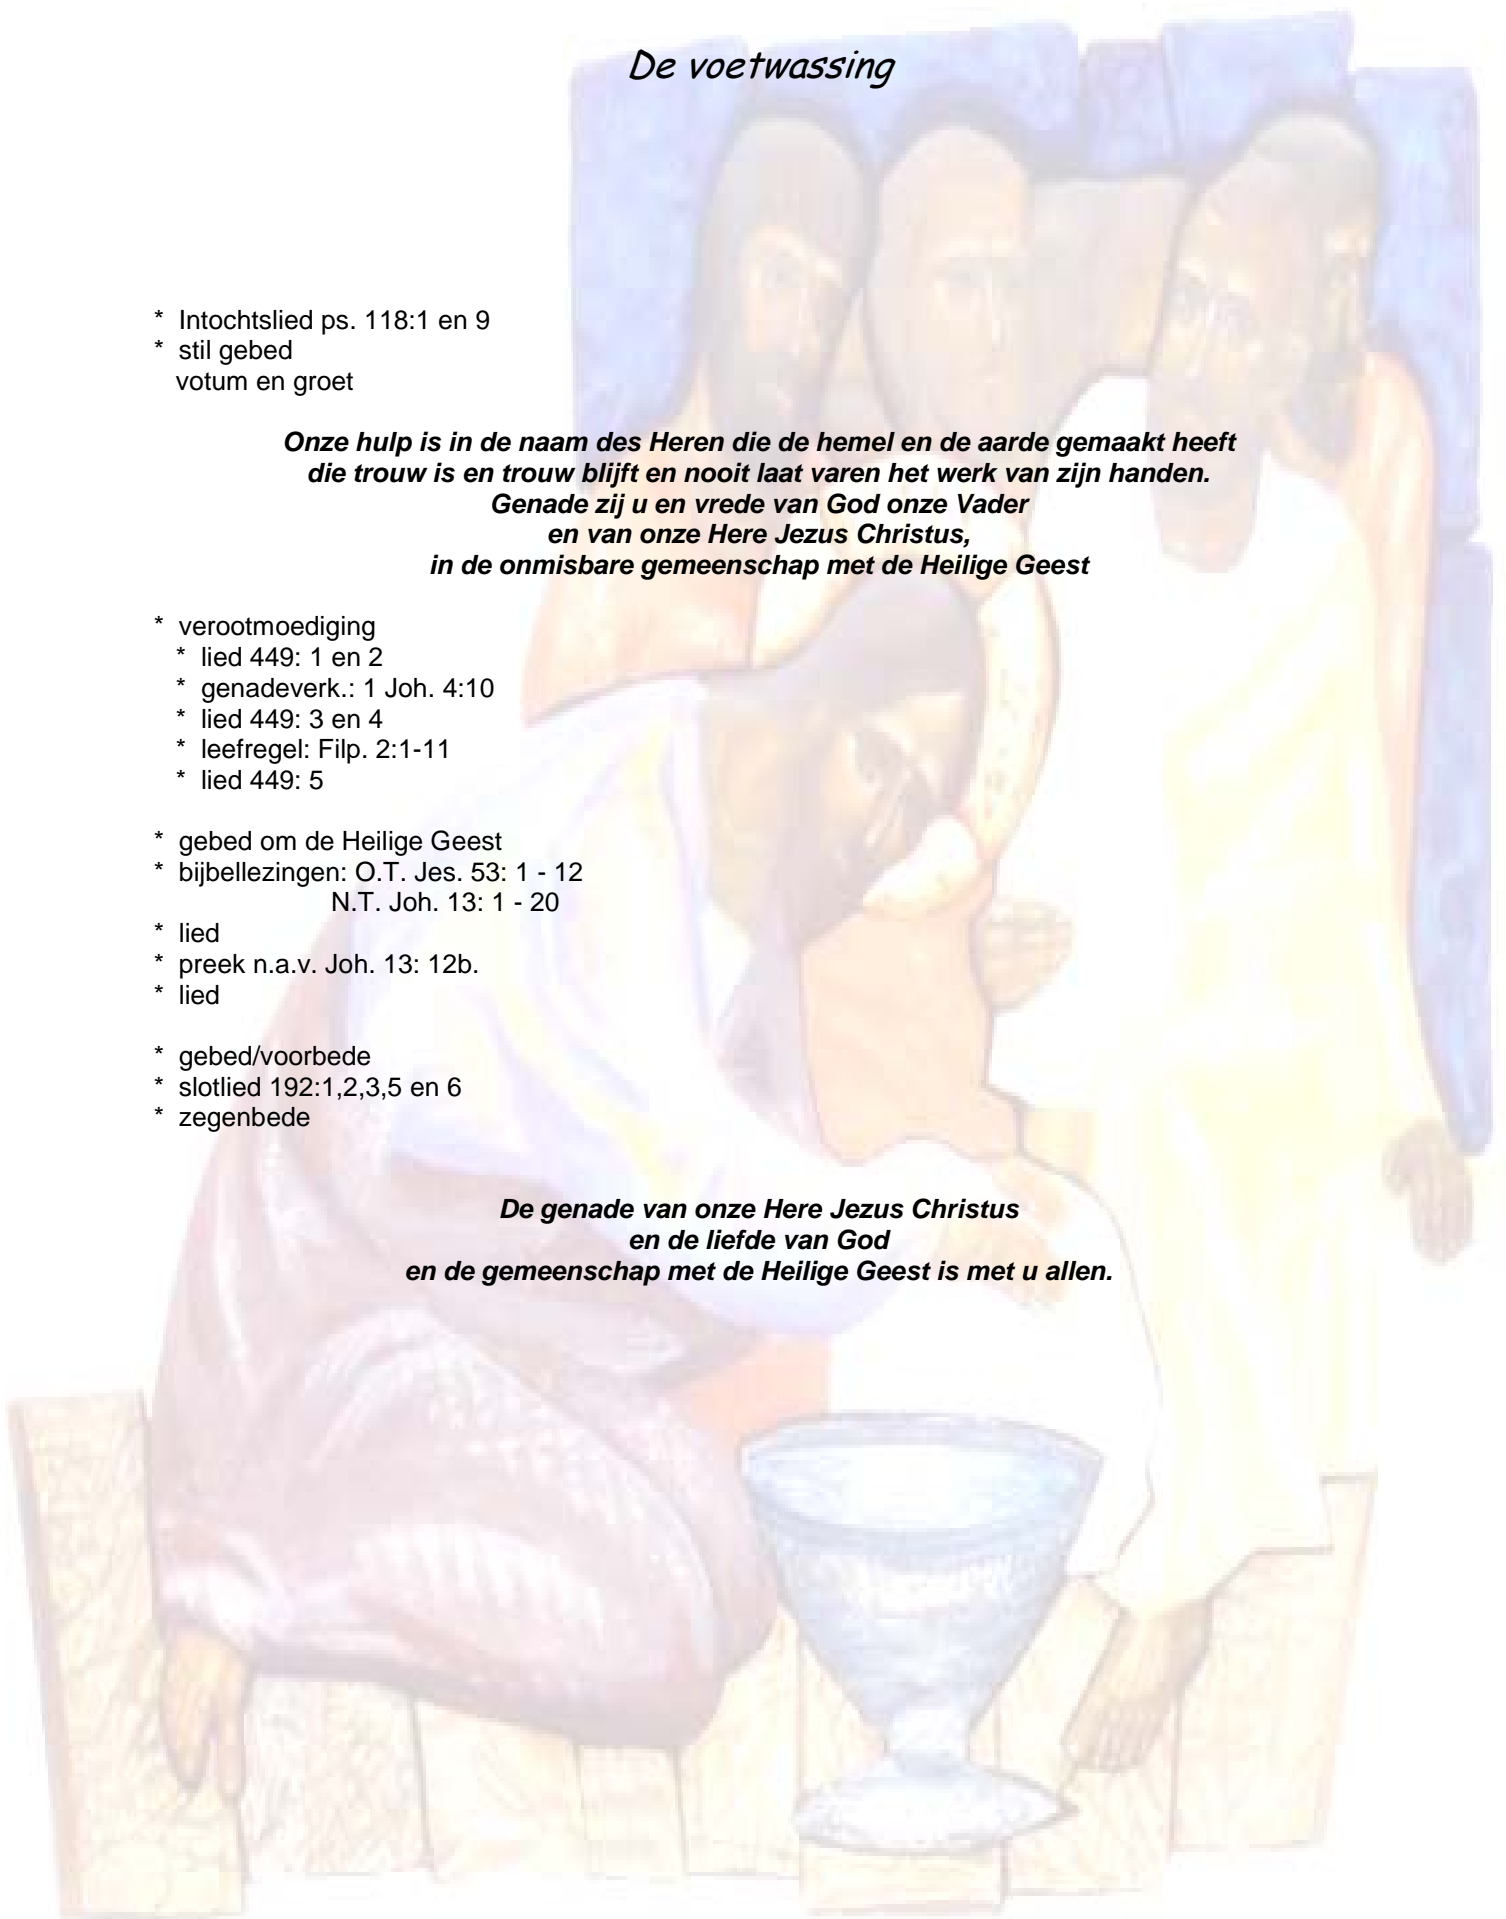 De voetwassing
* Intochtslied ps. 118:1 en 9
* stil gebed
votum en groet
Onze hulp is in de naam des Heren die de hemel en de aarde gemaakt heeft
die trouw is en trouw blijft en nooit laat varen het werk van zijn handen.
Genade zij u en vrede van God onze Vader
en van onze Here Jezus Christus,
in de onmisbare gemeenschap met de Heilige Geest
* verootmoediging
* lied 449: 1 en 2
* genadeverk.: 1 Joh. 4:10
* lied 449: 3 en 4
* leefregel: Filp. 2:1-11
* lied 449: 5
* gebed om de Heilige Geest
* bijbellezingen: O.T. Jes. 53: 1 - 12
N.T. Joh. 13: 1 - 20
* lied
* preek n.a.v. Joh. 13: 12b.
* lied
* gebed/voorbede
* slotlied 192:1,2,3,5 en 6
* zegenbede
De genade van onze Here Jezus Christus
en de liefde van God
en de gemeenschap met de Heilige Geest is met u allen.